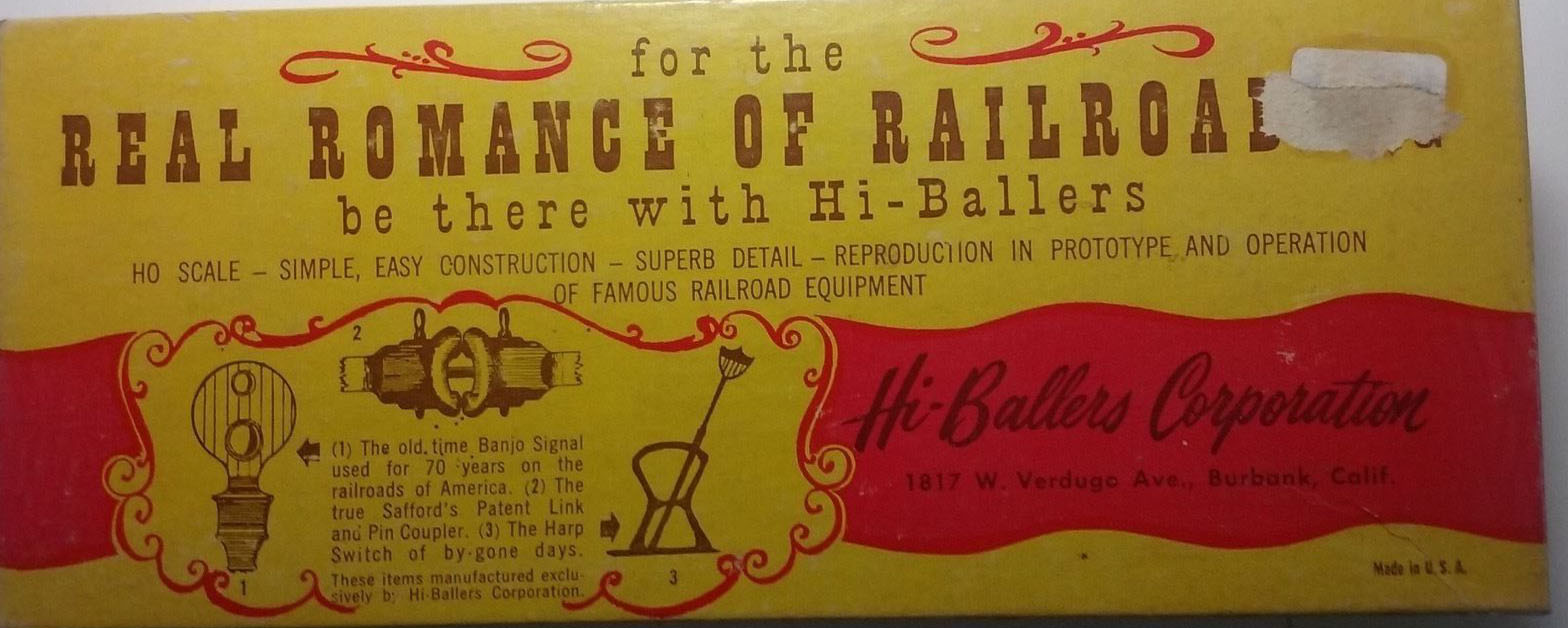 for the
REAL ROMANCE OF
be there with Hi-Ballers
HO SCALE – SIMPLE, EASY CONSTRUCTION – SUPERB DETAIL – REPRODUCTION IN PROTOTYPE AND OPERATION
OF FAMOUS RAILROAD EQUIPMENT
2
(1) The old time Banjo Signal
used for 70 years on the
railroads of America. (2) The
true Safford's Patent Link
and Pin Coupler. (3) The Harp
Switch of by-gone days.
These items manufactured exclu-
sively by Hi-Ballers Corporation.
1
3
Hi-Ballers Corporation
1817 W. Verdugo Ave., Burbank, Calif.
Made in U. S. A.